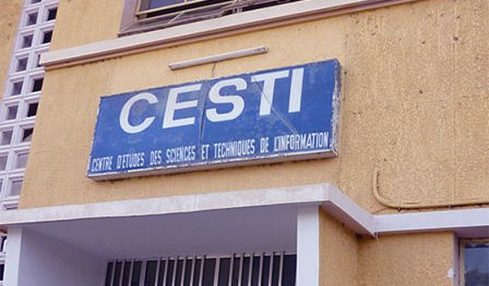 CESTI
CENTRE D'ETUDES DES SCIENCES ET TECHNIQUES DE L'INFORMATION